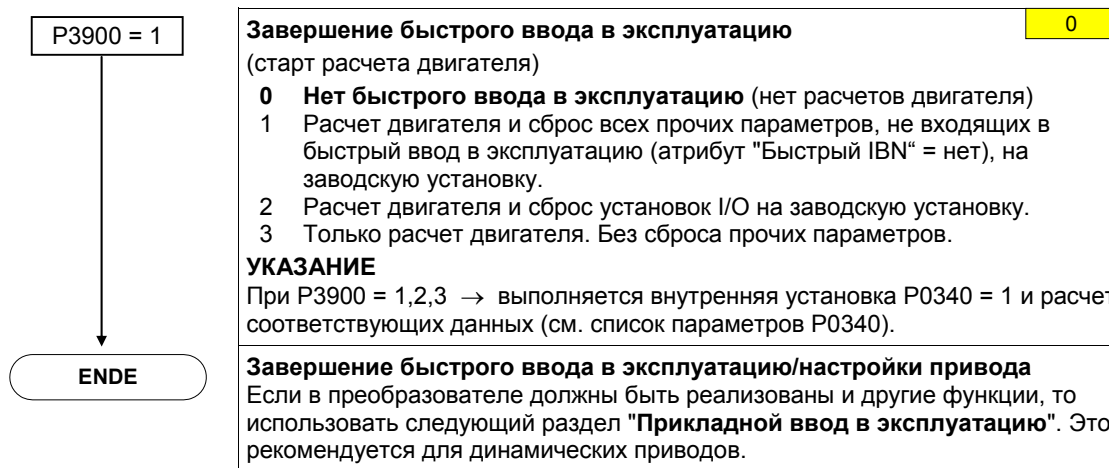 P3900 = 1
Завершение быстрого ввода в эксплуатацию
0
(старт расчета двигателя)
0 Нет быстрого ввода в эксплуатацию (нет расчетов двигателя)
1 Расчет двигателя и сброс всех прочих параметров, не входящих в
быстрый ввод в эксплуатацию (атрибут "Быстрый IBN“ = нет), на
заводскую установку.
2 Расчет двигателя и сброс установок I/O на заводскую установку.
3 Только расчет двигателя. Без сброса прочих параметров.
УКАЗАНИЕ
При P3900 = 1,2,3 → выполняется внутренняя установка P0340 = 1 и расчет
соответствующих данных (см. список параметров P0340).
ENDE
Завершение быстрого ввода в эксплуатацию/настройки привода
Если в преобразователе должны быть реализованы и другие функции, то
использовать следующий раздел "Прикладной ввод в эксплуатацию". Это
рекомендуется для динамических приводов.